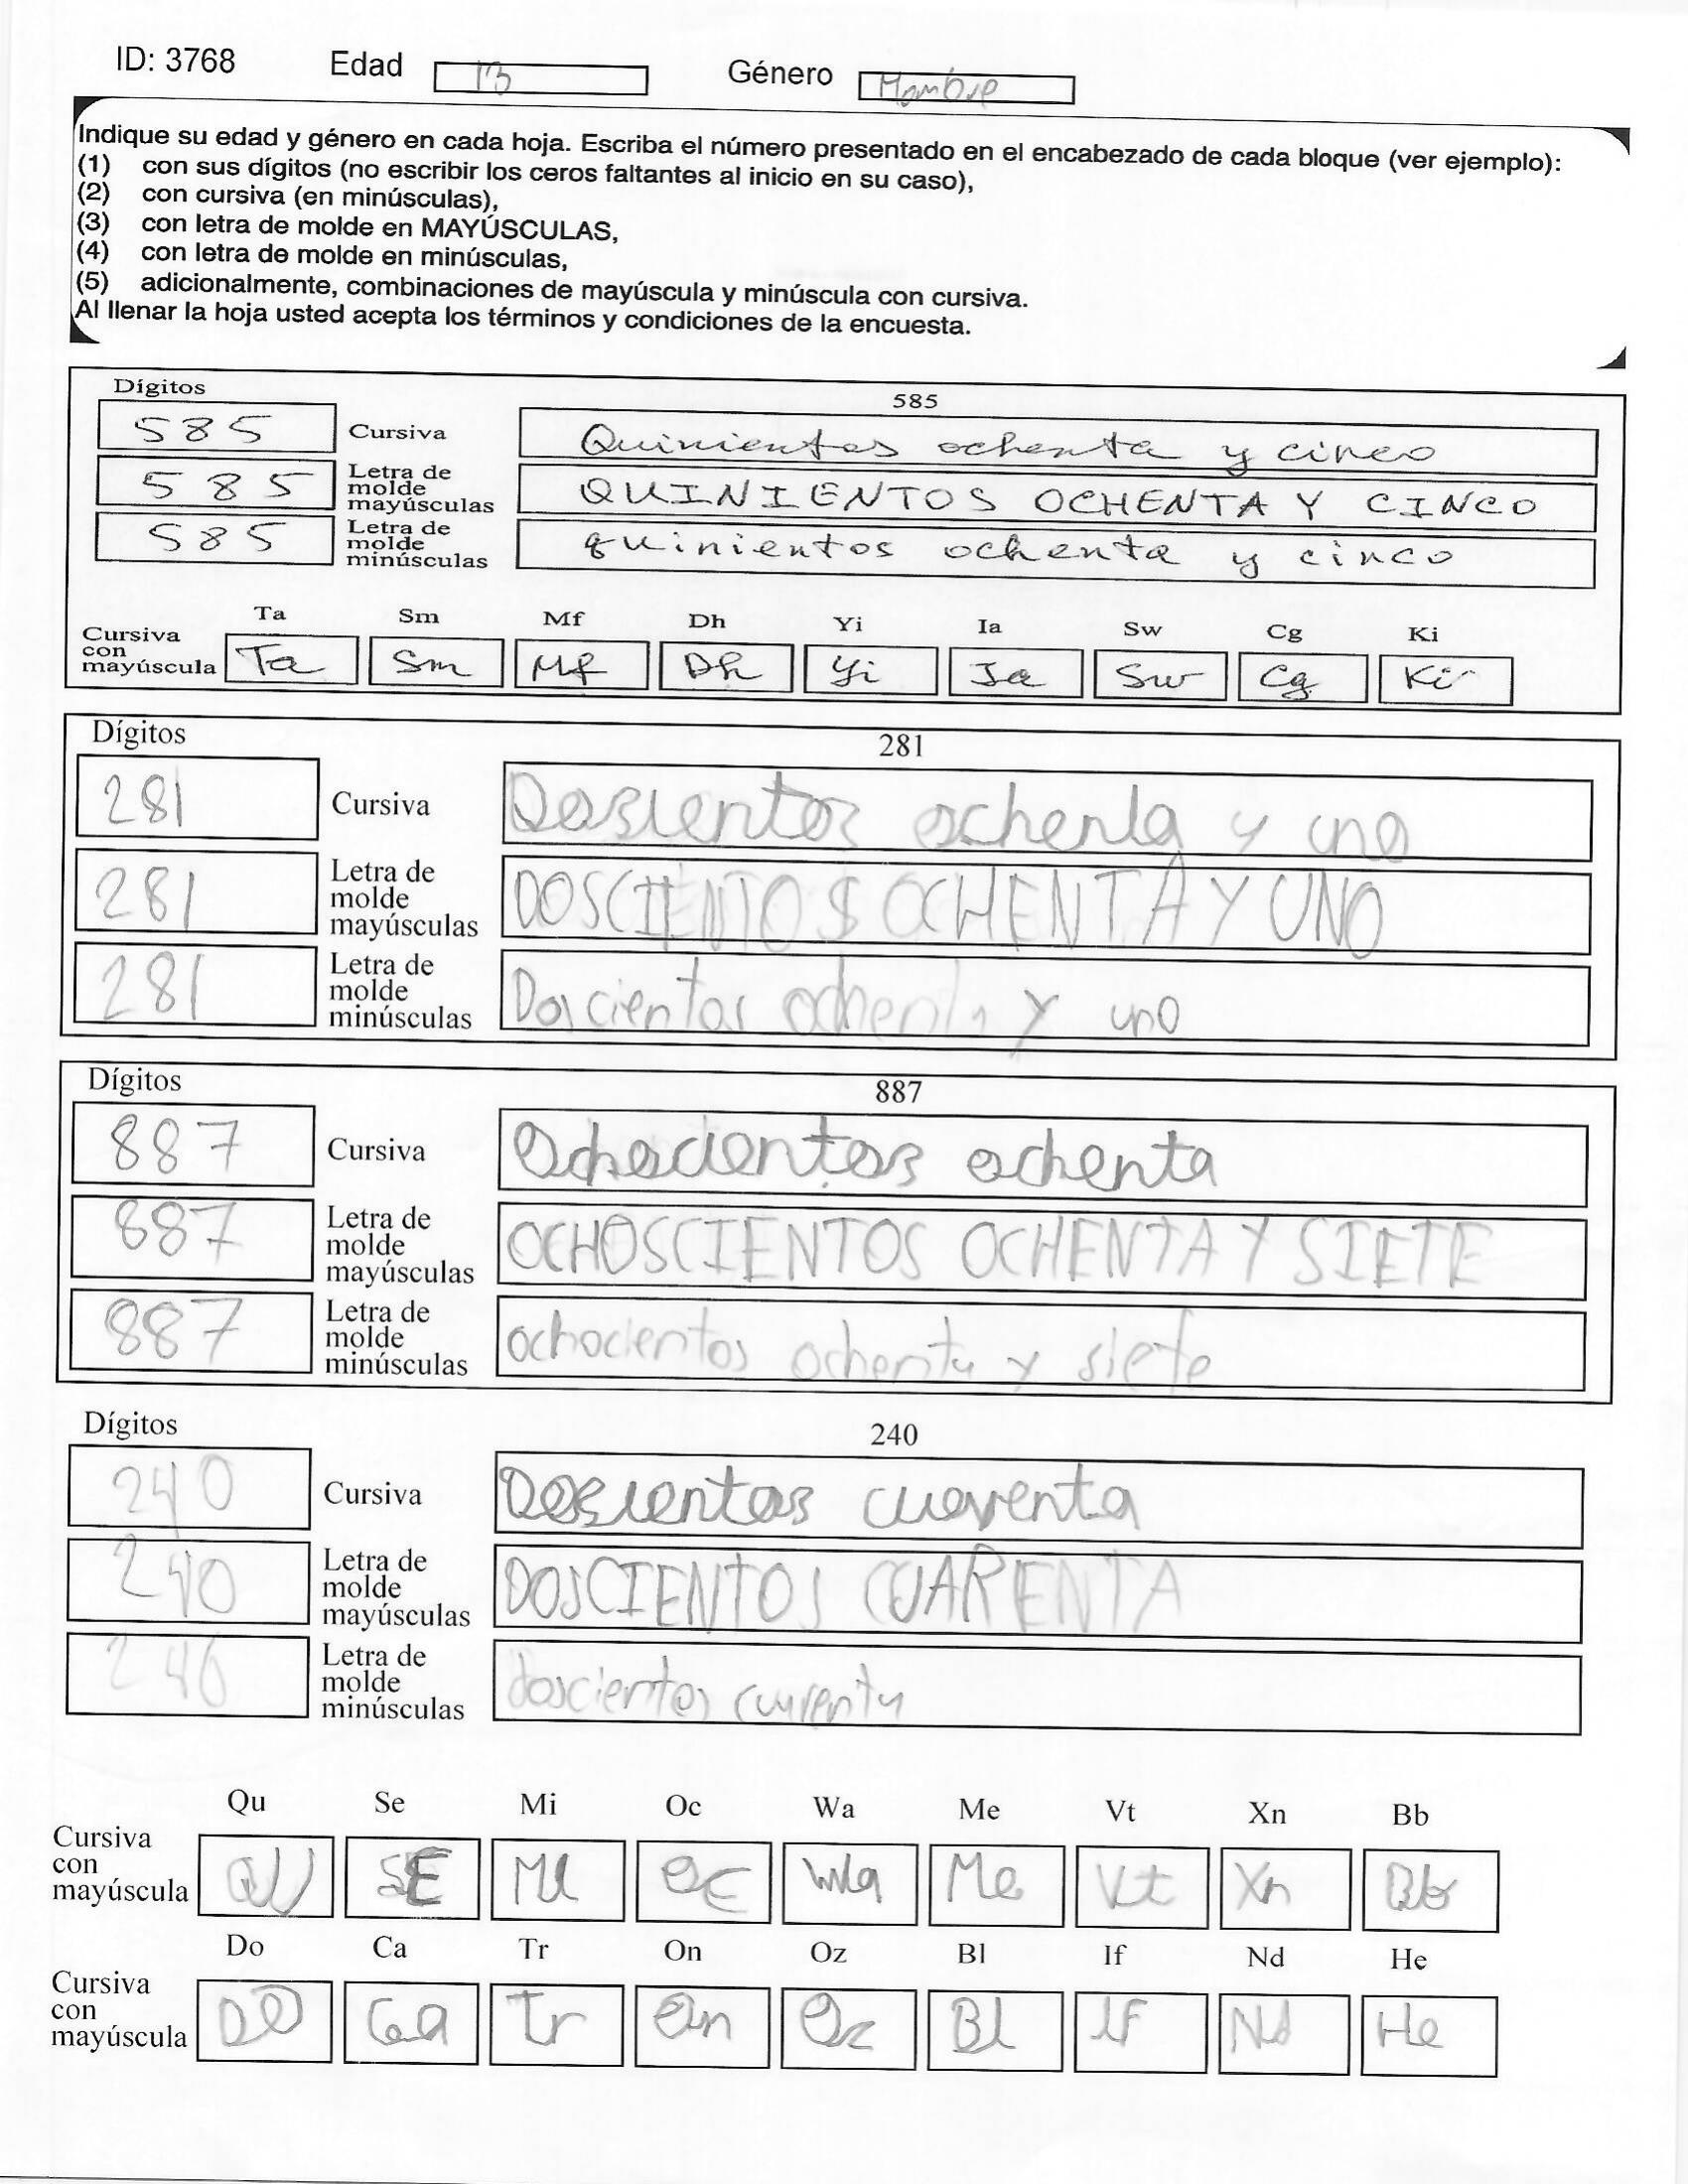 ID: 3768 Edad 13 Género Hombre
Indique su edad y género en cada hoja. Escriba el número presentado en el encabezado de cada bloque (ver ejemplo):
(1) con sus dígitos (no escribir los ceros faltantes al inicio en su caso),
(2) con cursiva (en minúsculas),
(3) con letra de molde en MAYÚSCULAS,
(4) con letra de molde en minúsculas,
(5) adicionalmente, combinaciones de mayúscula y minúscula con cursiva.
Al llenar la hoja usted acepta los términos y condiciones de la encuesta.
Dígitos 585
585 Cursiva Quinientos ochenta y cinco
585 Letra de molde mayúsculas QUINIENTOS OCHENTA Y CINCO
585 Letra de molde minúsculas quinientos ochenta y cinco
Ta Sm Mf Dh Yi Ia Sw Cg Ki
Cursiva con mayúscula Ta Sm Mf Dh Yi Ia Sw Cg Ki
Dígitos 281
281 Cursiva Dosientos ochenta y uno
281 Letra de molde mayúsculas DOSCIENTOS OCHENTA Y UNO
281 Letra de molde minúsculas Doscientos ochenta y uno
Dígitos 887
887 Cursiva Ochocientos ochenta
887 Letra de molde mayúsculas OCHOSCIENTOS OCHENTA Y SIETE
887 Letra de molde minúsculas ochocientos ochenta y siete
Dígitos 240
240 Cursiva Dosientos cuarenta
240 Letra de molde mayúsculas DOSCIENTOS CUARENTA
240 Letra de molde minúsculas doscientos cuarenta
Qu Se Mi Oc Wa Me Vt Xn Bb
Cursiva con mayúscula QU SE Mi Oc Wa Me Vt Xn Bb
Do Ca Tr On Oz Bl If Nd He
Cursiva con mayúscula DO Ca Tr On Oz Bl If Nd He